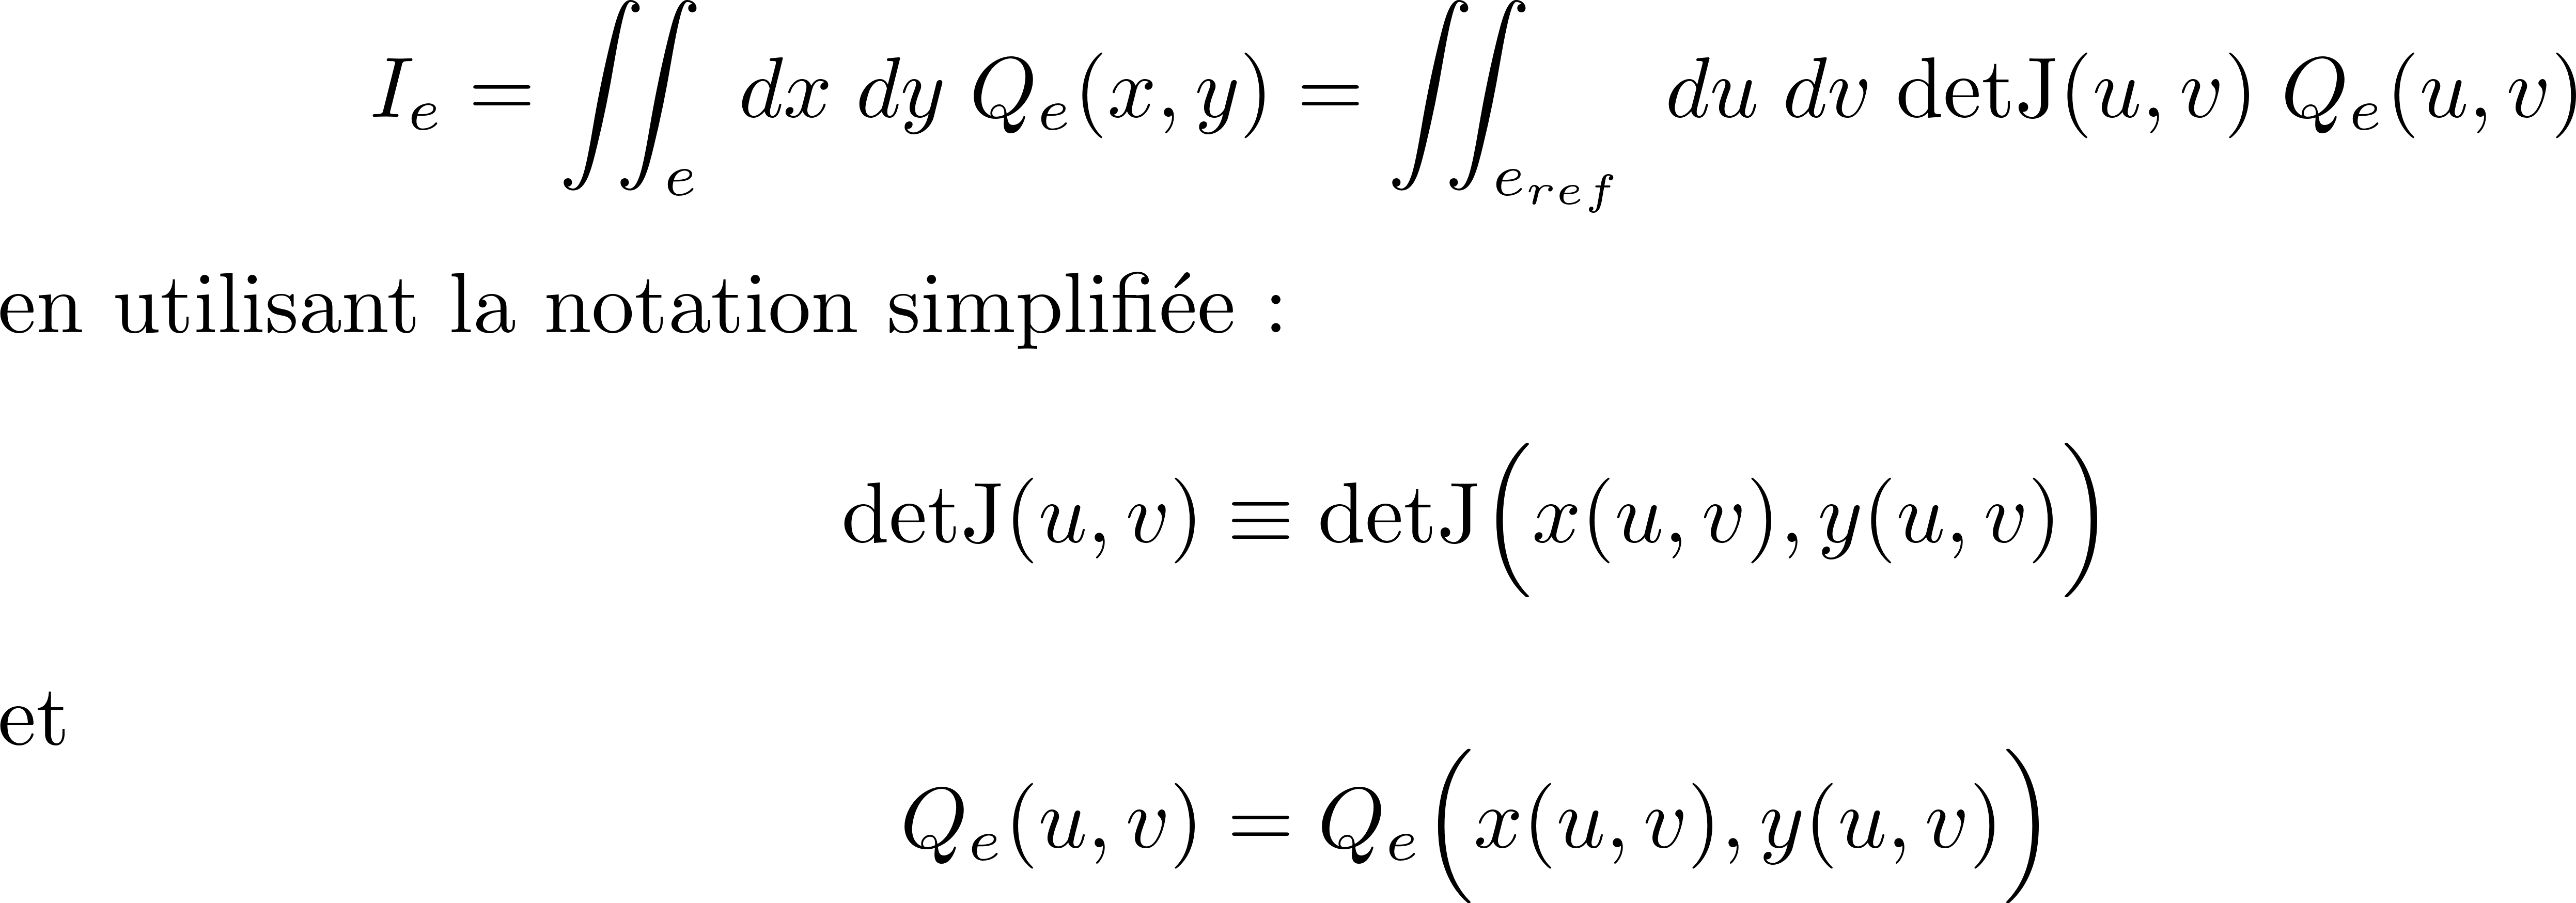 I_e = ∬_e dx dy Q_e(x, y) = ∬_{e_{ref}} du dv detJ(u, v) Q_e(u, v)
en utilisant la notation simplifiée :
detJ(u, v) ≡ detJ(x(u, v), y(u, v))
et
Q_e(u, v) = Q_e(x(u, v), y(u, v))